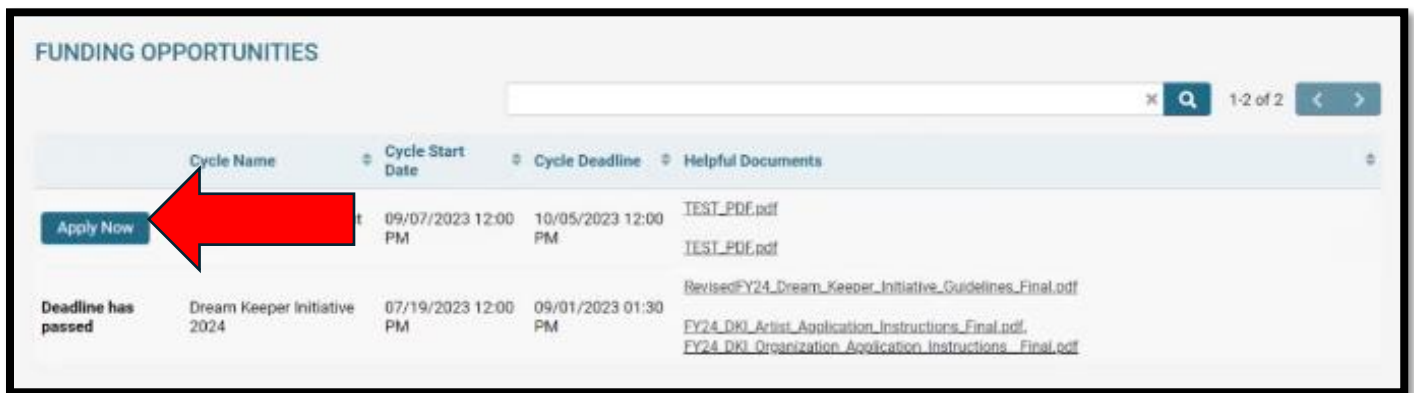 FUNDING OPPORTUNITIES
1-2 of 2
Cycle Name Cycle Start Date Cycle Deadline Helpful Documents
Apply Now t 09/07/2023 12:00 PM 10/05/2023 12:00 PM TEST_PDF.pdf
TEST_PDF.pdf
Deadline has passed Dream Keeper Initiative 2024 07/19/2023 12:00 PM 09/01/2023 01:30 PM RevisedFY24_Dream_Keeper_Initiative_Guidelines_Final.pdf
FY24_DKI_Artist_Application_Instructions_Final.pdf,
FY24_DKI_Organization_Application_Instructions__Final.pdf